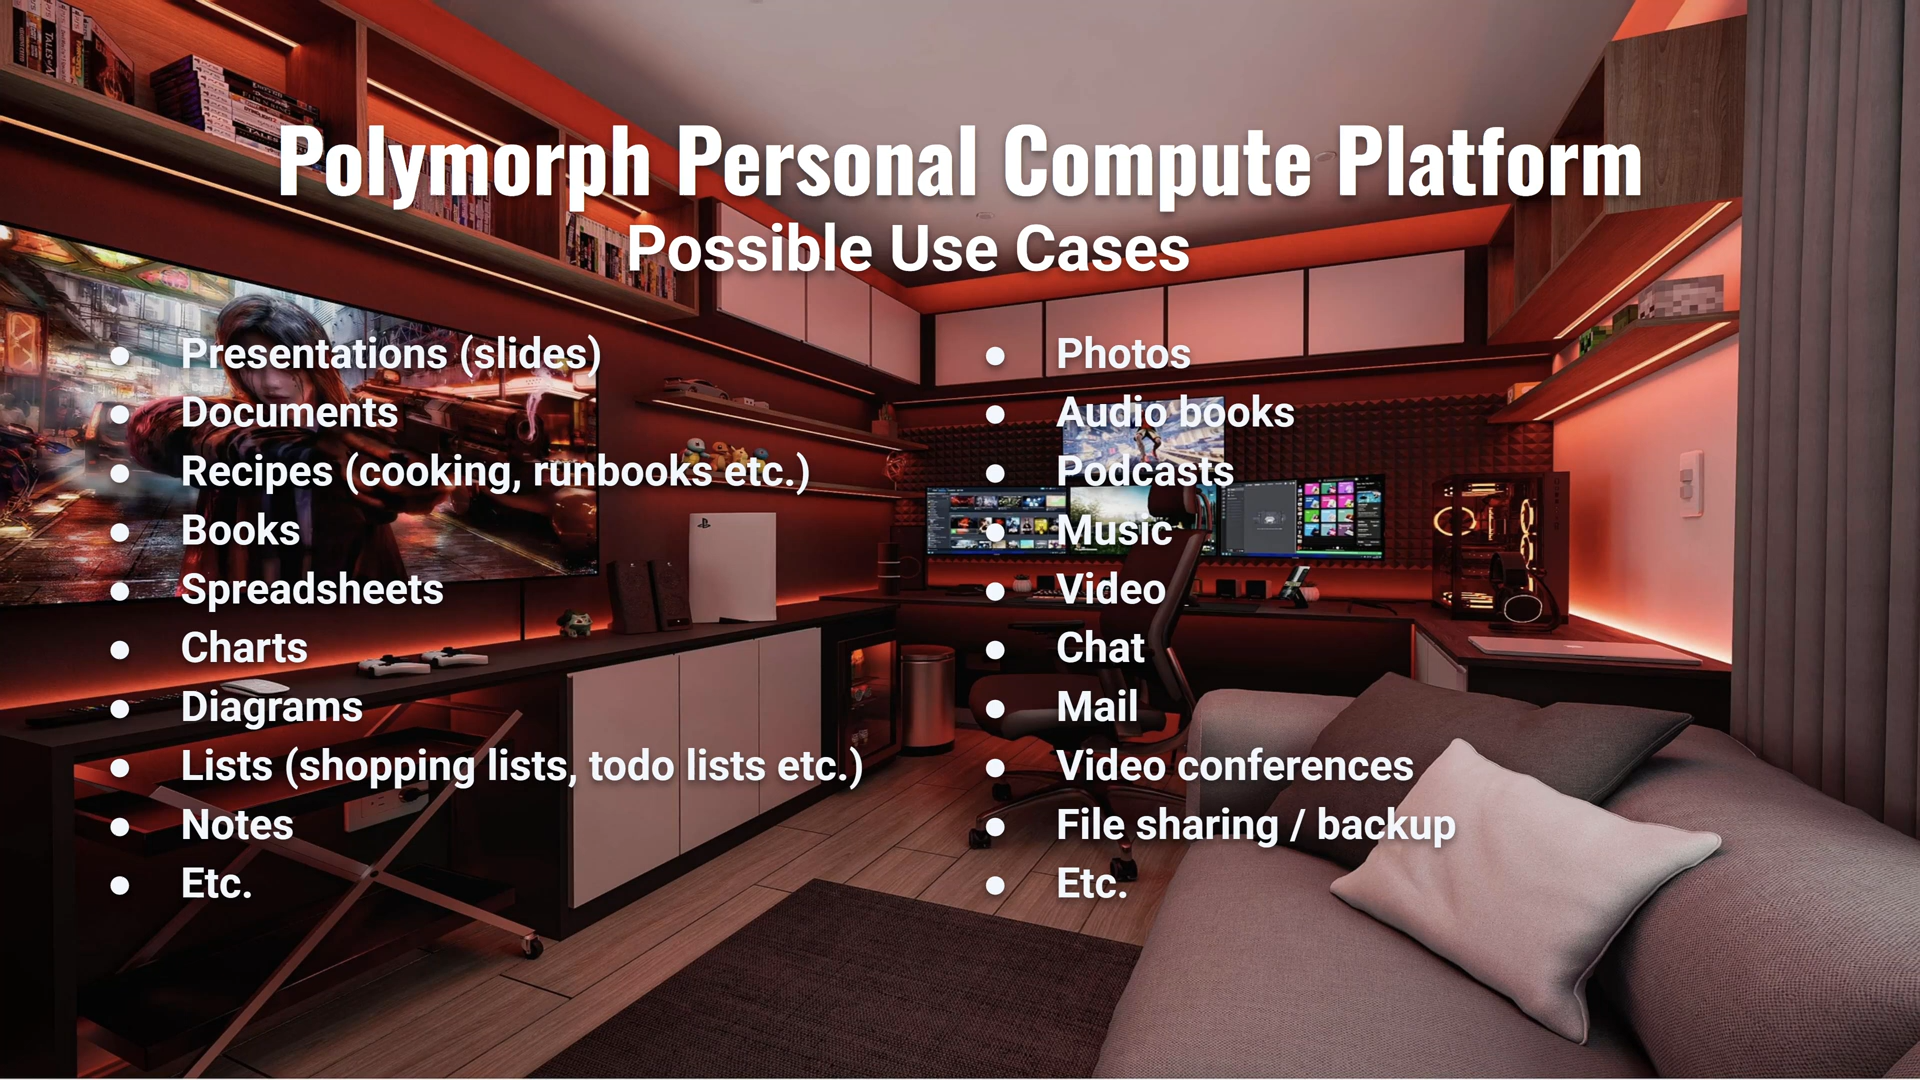 Polymorph Personal Compute Platform
Possible Use Cases
● Presentations (slides)
● Documents
● Recipes (cooking, runbooks etc.)
● Books
● Spreadsheets
● Charts
● Diagrams
● Lists (shopping lists, todo lists etc.)
● Notes
● Etc.
● Photos
● Audio books
● Podcasts
● Music
● Video
● Chat
● Mail
● Video conferences
● File sharing / backup
● Etc.
TALES
TALES